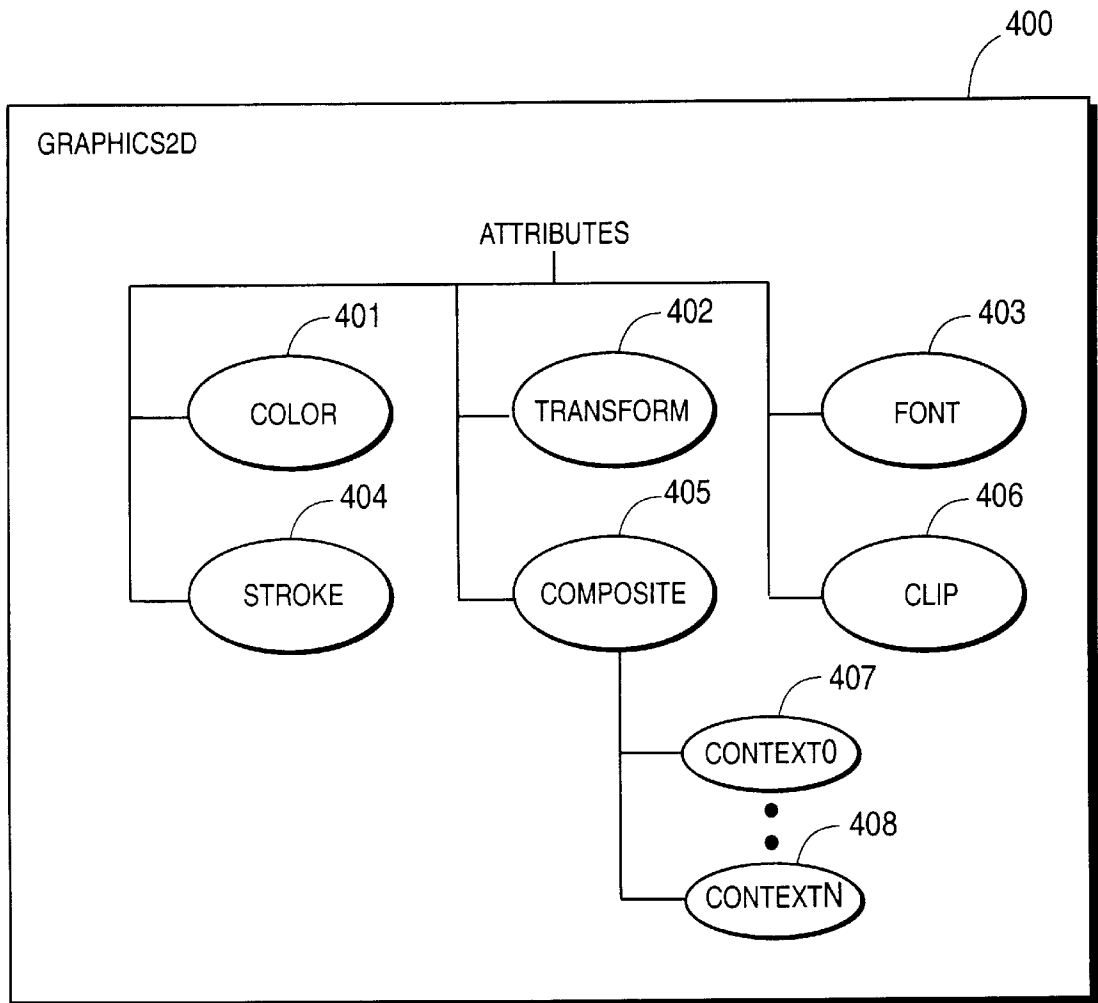 400
GRAPHICS2D
ATTRIBUTES
401
402
403
COLOR
TRANSFORM
FONT
404
405
406
STROKE
COMPOSITE
CLIP
407
CONTEXT0
408
CONTEXTN